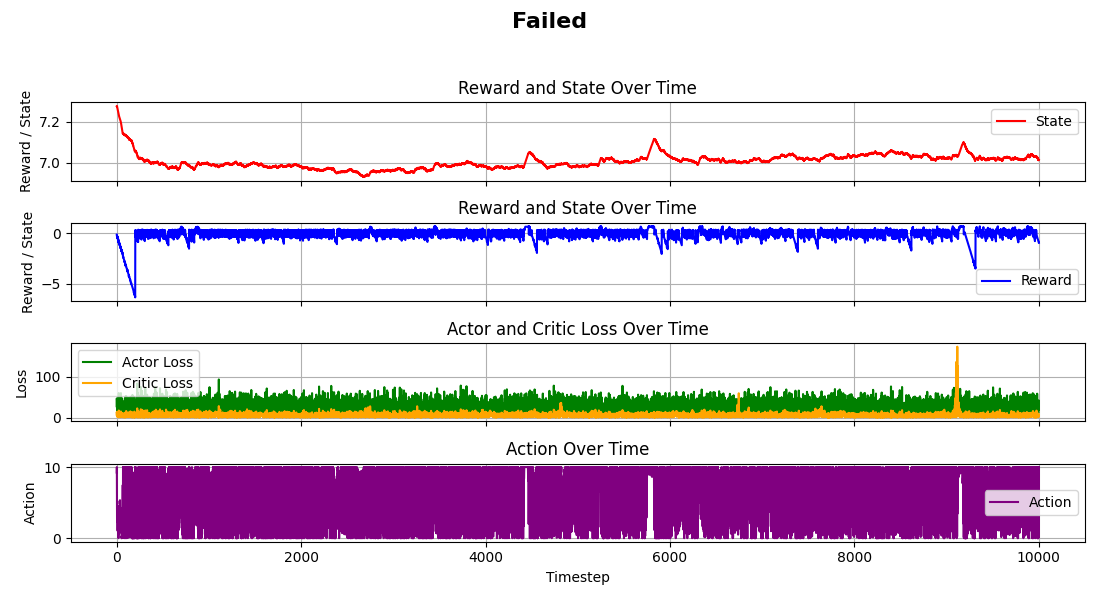 Failed
Reward and State Over Time
Reward / State
7.2
7.0
State
Reward and State Over Time
Reward / State
0
−5
Reward
Actor and Critic Loss Over Time
Loss
100
0
Actor Loss
Critic Loss
Action Over Time
Action
10
0
Action
0 2000 4000 6000 8000 10000
Timestep